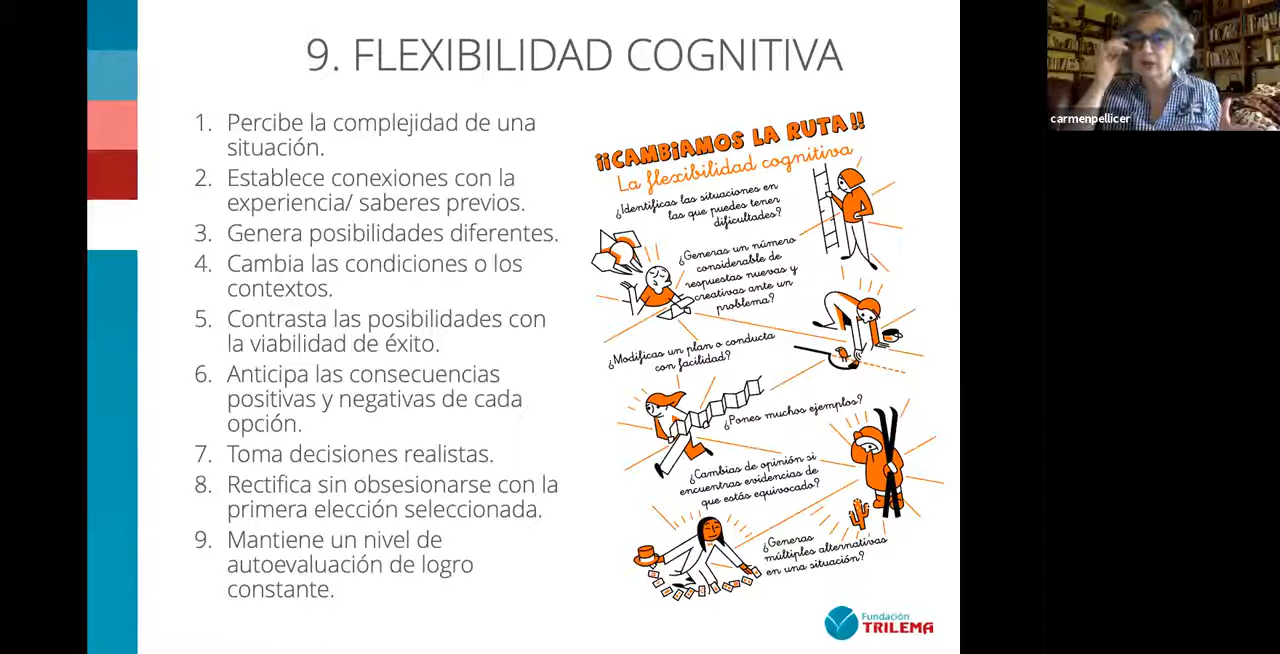 9. FLEXIBILIDAD COGNITIVA
1. Percibe la complejidad de una
situación.
2. Establece conexiones con la
experiencia/ saberes previos.
3. Genera posibilidades diferentes.
4. Cambia las condiciones o los
contextos.
5. Contrasta las posibilidades con
la viabilidad de éxito.
6. Anticipa las consecuencias
positivas y negativas de cada
opción.
7. Toma decisiones realistas.
8. Rectifica sin obsesionarse con la
primera elección seleccionada.
9. Mantiene un nivel de
autoevaluación de logro
constante.
¡¡CAMBiAMOS LA RUTA!!
La flexibilidad cognitiva
¿Identificas las situaciones en
las que puedes tener
dificultades?
¿Generas un número
considerable de
respuestas nuevas y
creativas ante un
problema?
¿Modificas un plan o conducta
con facilidad?
¿Pones muchos ejemplos?
¿Cambias de opinión si
encuentras evidencias de
que estás equivocado?
¿Generas
múltiples alternativas
en una situación?
Fundación
TRILEMA
carmenpellicer